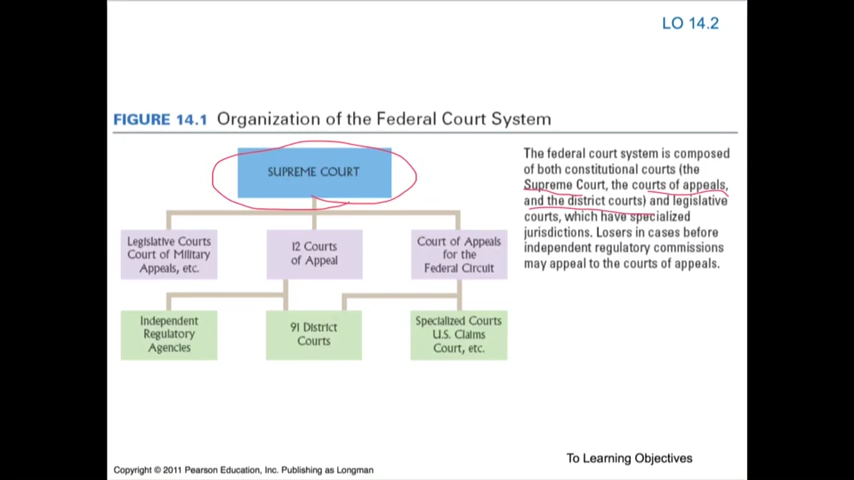 LO 14.2
FIGURE 14.1 Organization of the Federal Court System
SUPREME COURT
Legislative Courts
Court of Military
Appeals, etc.
12 Courts
of Appeal
Court of Appeals
for the
Federal Circuit
Independent
Regulatory
Agencies
91 District
Courts
Specialized Courts
U.S. Claims
Court, etc.
The federal court system is composed
of both constitutional courts (the
Supreme Court, the courts of appeals,
and the district courts) and legislative
courts, which have specialized
jurisdictions. Losers in cases before
independent regulatory commissions
may appeal to the courts of appeals.
To Learning Objectives
Copyright © 2011 Pearson Education, Inc. Publishing as Longman